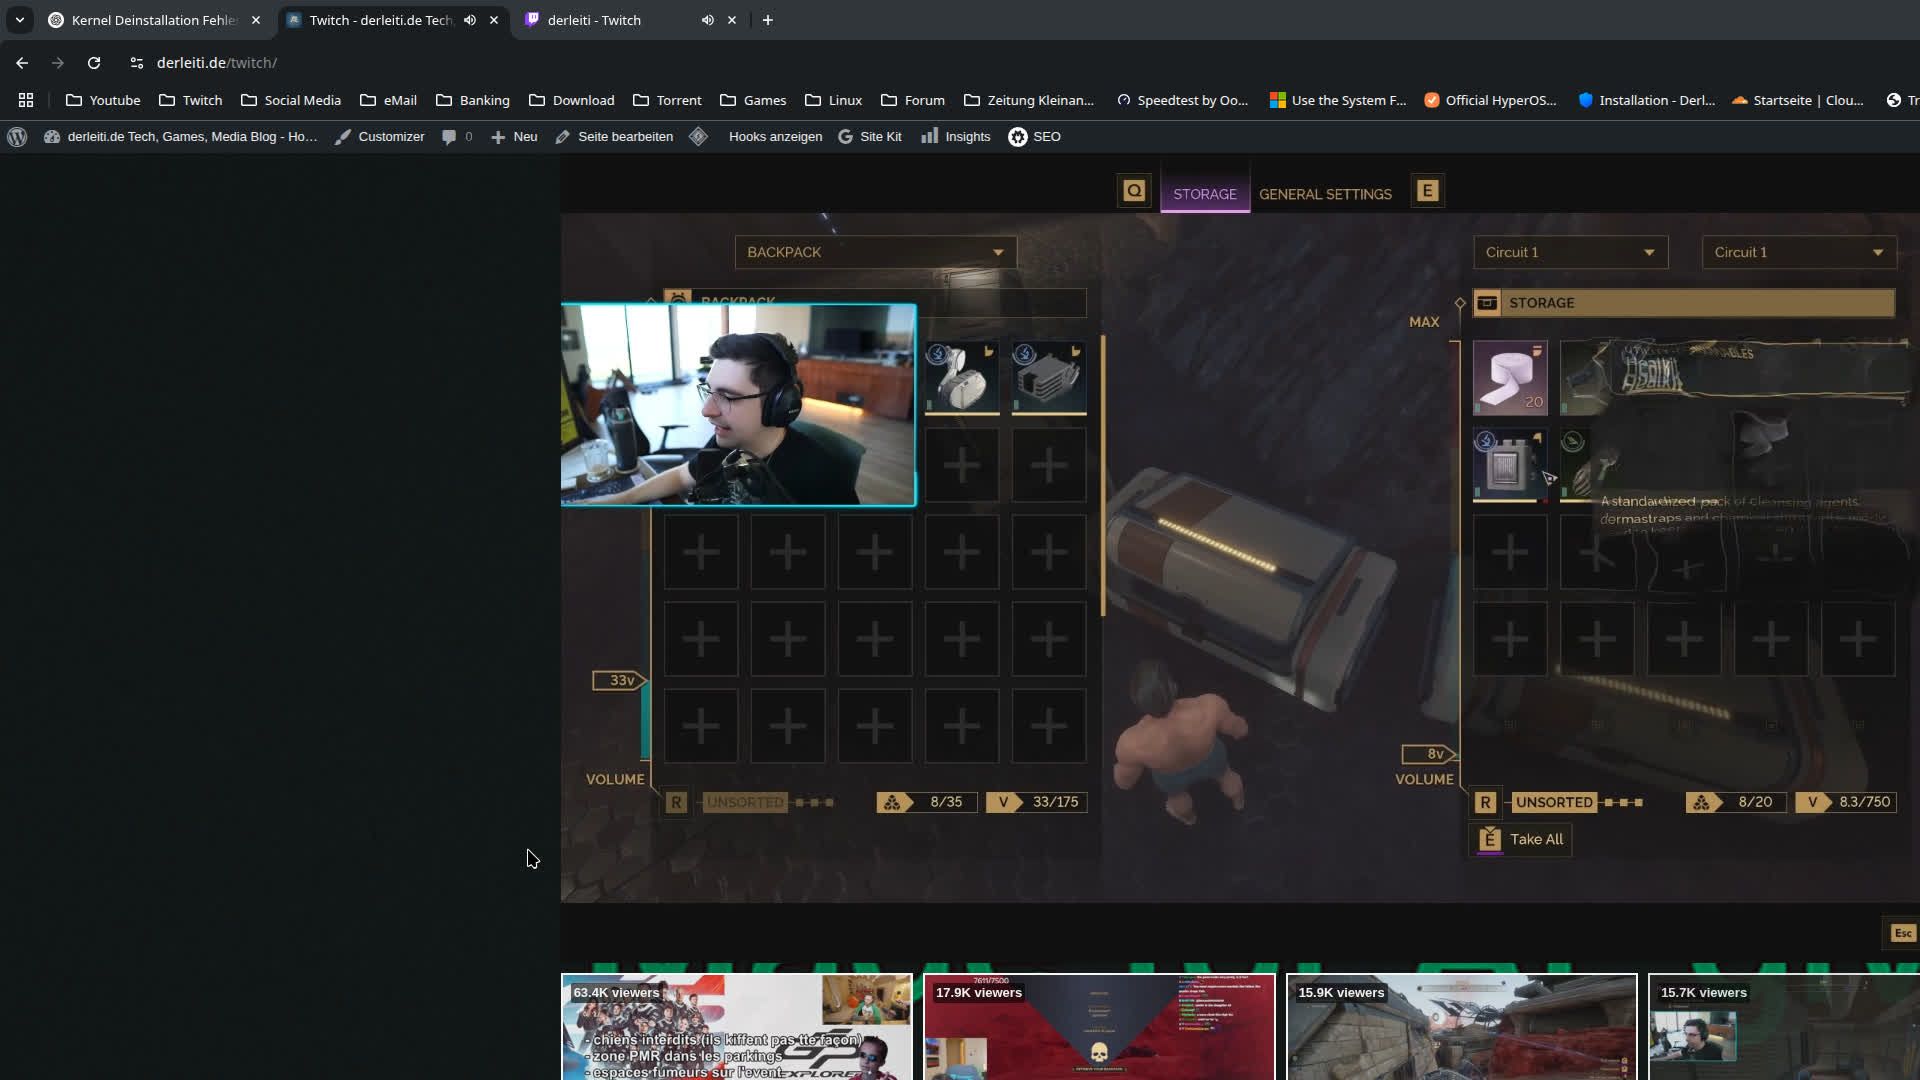 Kernel Deinstallation Fehle
Twitch - derleiti.de Tech,
derleiti - Twitch
derleiti.de/twitch/
Youtube
Twitch
Social Media
eMail
Banking
Download
Torrent
Games
Linux
Forum
Zeitung Kleinan...
Speedtest by Oo...
Use the System F...
Official HyperOS...
Installation - Derl...
Startseite | Clou...
Tr
derleiti.de Tech, Games, Media Blog - Ho…
Customizer
0
Neu
Seite bearbeiten
Hooks anzeigen
Site Kit
Insights
SEO
Q
STORAGE
GENERAL SETTINGS
E
BACKPACK
Circuit 1
Circuit 1
BACKPACK
STORAGE
MAX
20
A standardized pack of cleansing agents,
33v
8v
VOLUME
VOLUME
R
UNSORTED
8/35
V
33/175
R
UNSORTED
8/20
V
8.3/750
E
Take All
Esc
63.4K viewers
- chiens interdits (ils kiffent pas tte façon)
- zone PMR dans les parkings
- espaces fumeurs sur l'event
GP
EXPLORER
17.9K viewers
7611/7500
15.9K viewers
15.7K viewers